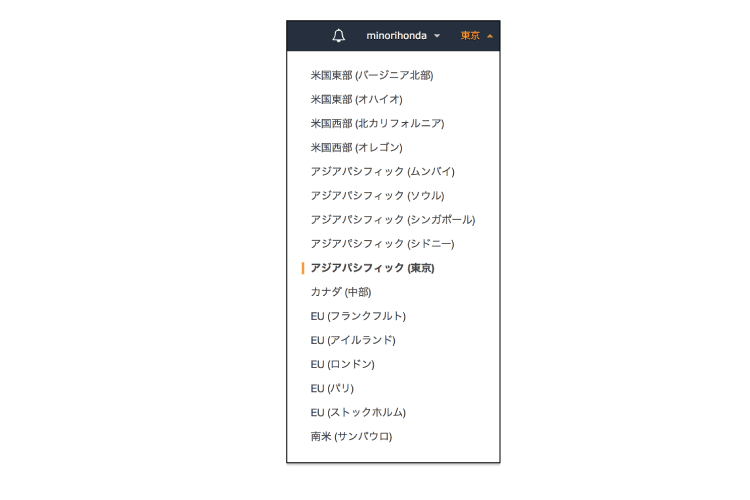 minorihonda 東京
米国東部 (バージニア北部)
米国東部 (オハイオ)
米国西部 (北カリフォルニア)
米国西部 (オレゴン)
アジアパシフィック (ムンバイ)
アジアパシフィック (ソウル)
アジアパシフィック (シンガポール)
アジアパシフィック (シドニー)
アジアパシフィック (東京)
カナダ (中部)
EU (フランクフルト)
EU (アイルランド)
EU (ロンドン)
EU (パリ)
EU (ストックホルム)
南米 (サンパウロ)